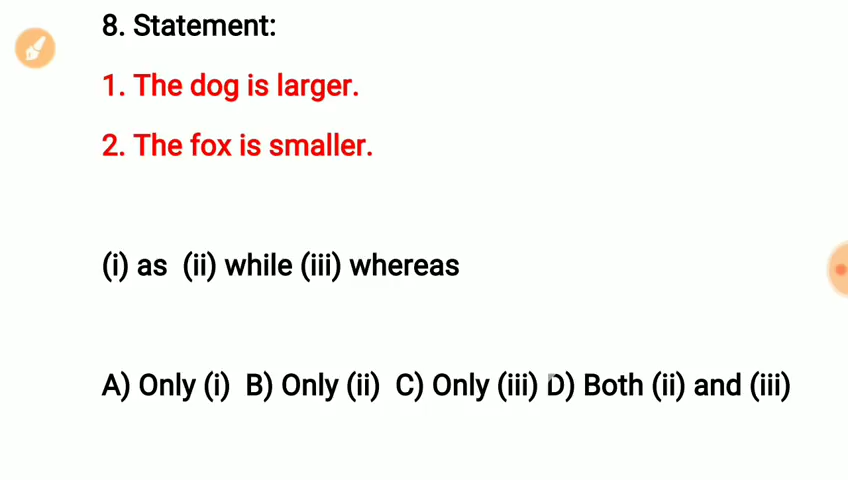 8. Statement:
1. The dog is larger.
2. The fox is smaller.
(i) as (ii) while (iii) whereas
A) Only (i) B) Only (ii) C) Only (iii) D) Both (ii) and (iii)